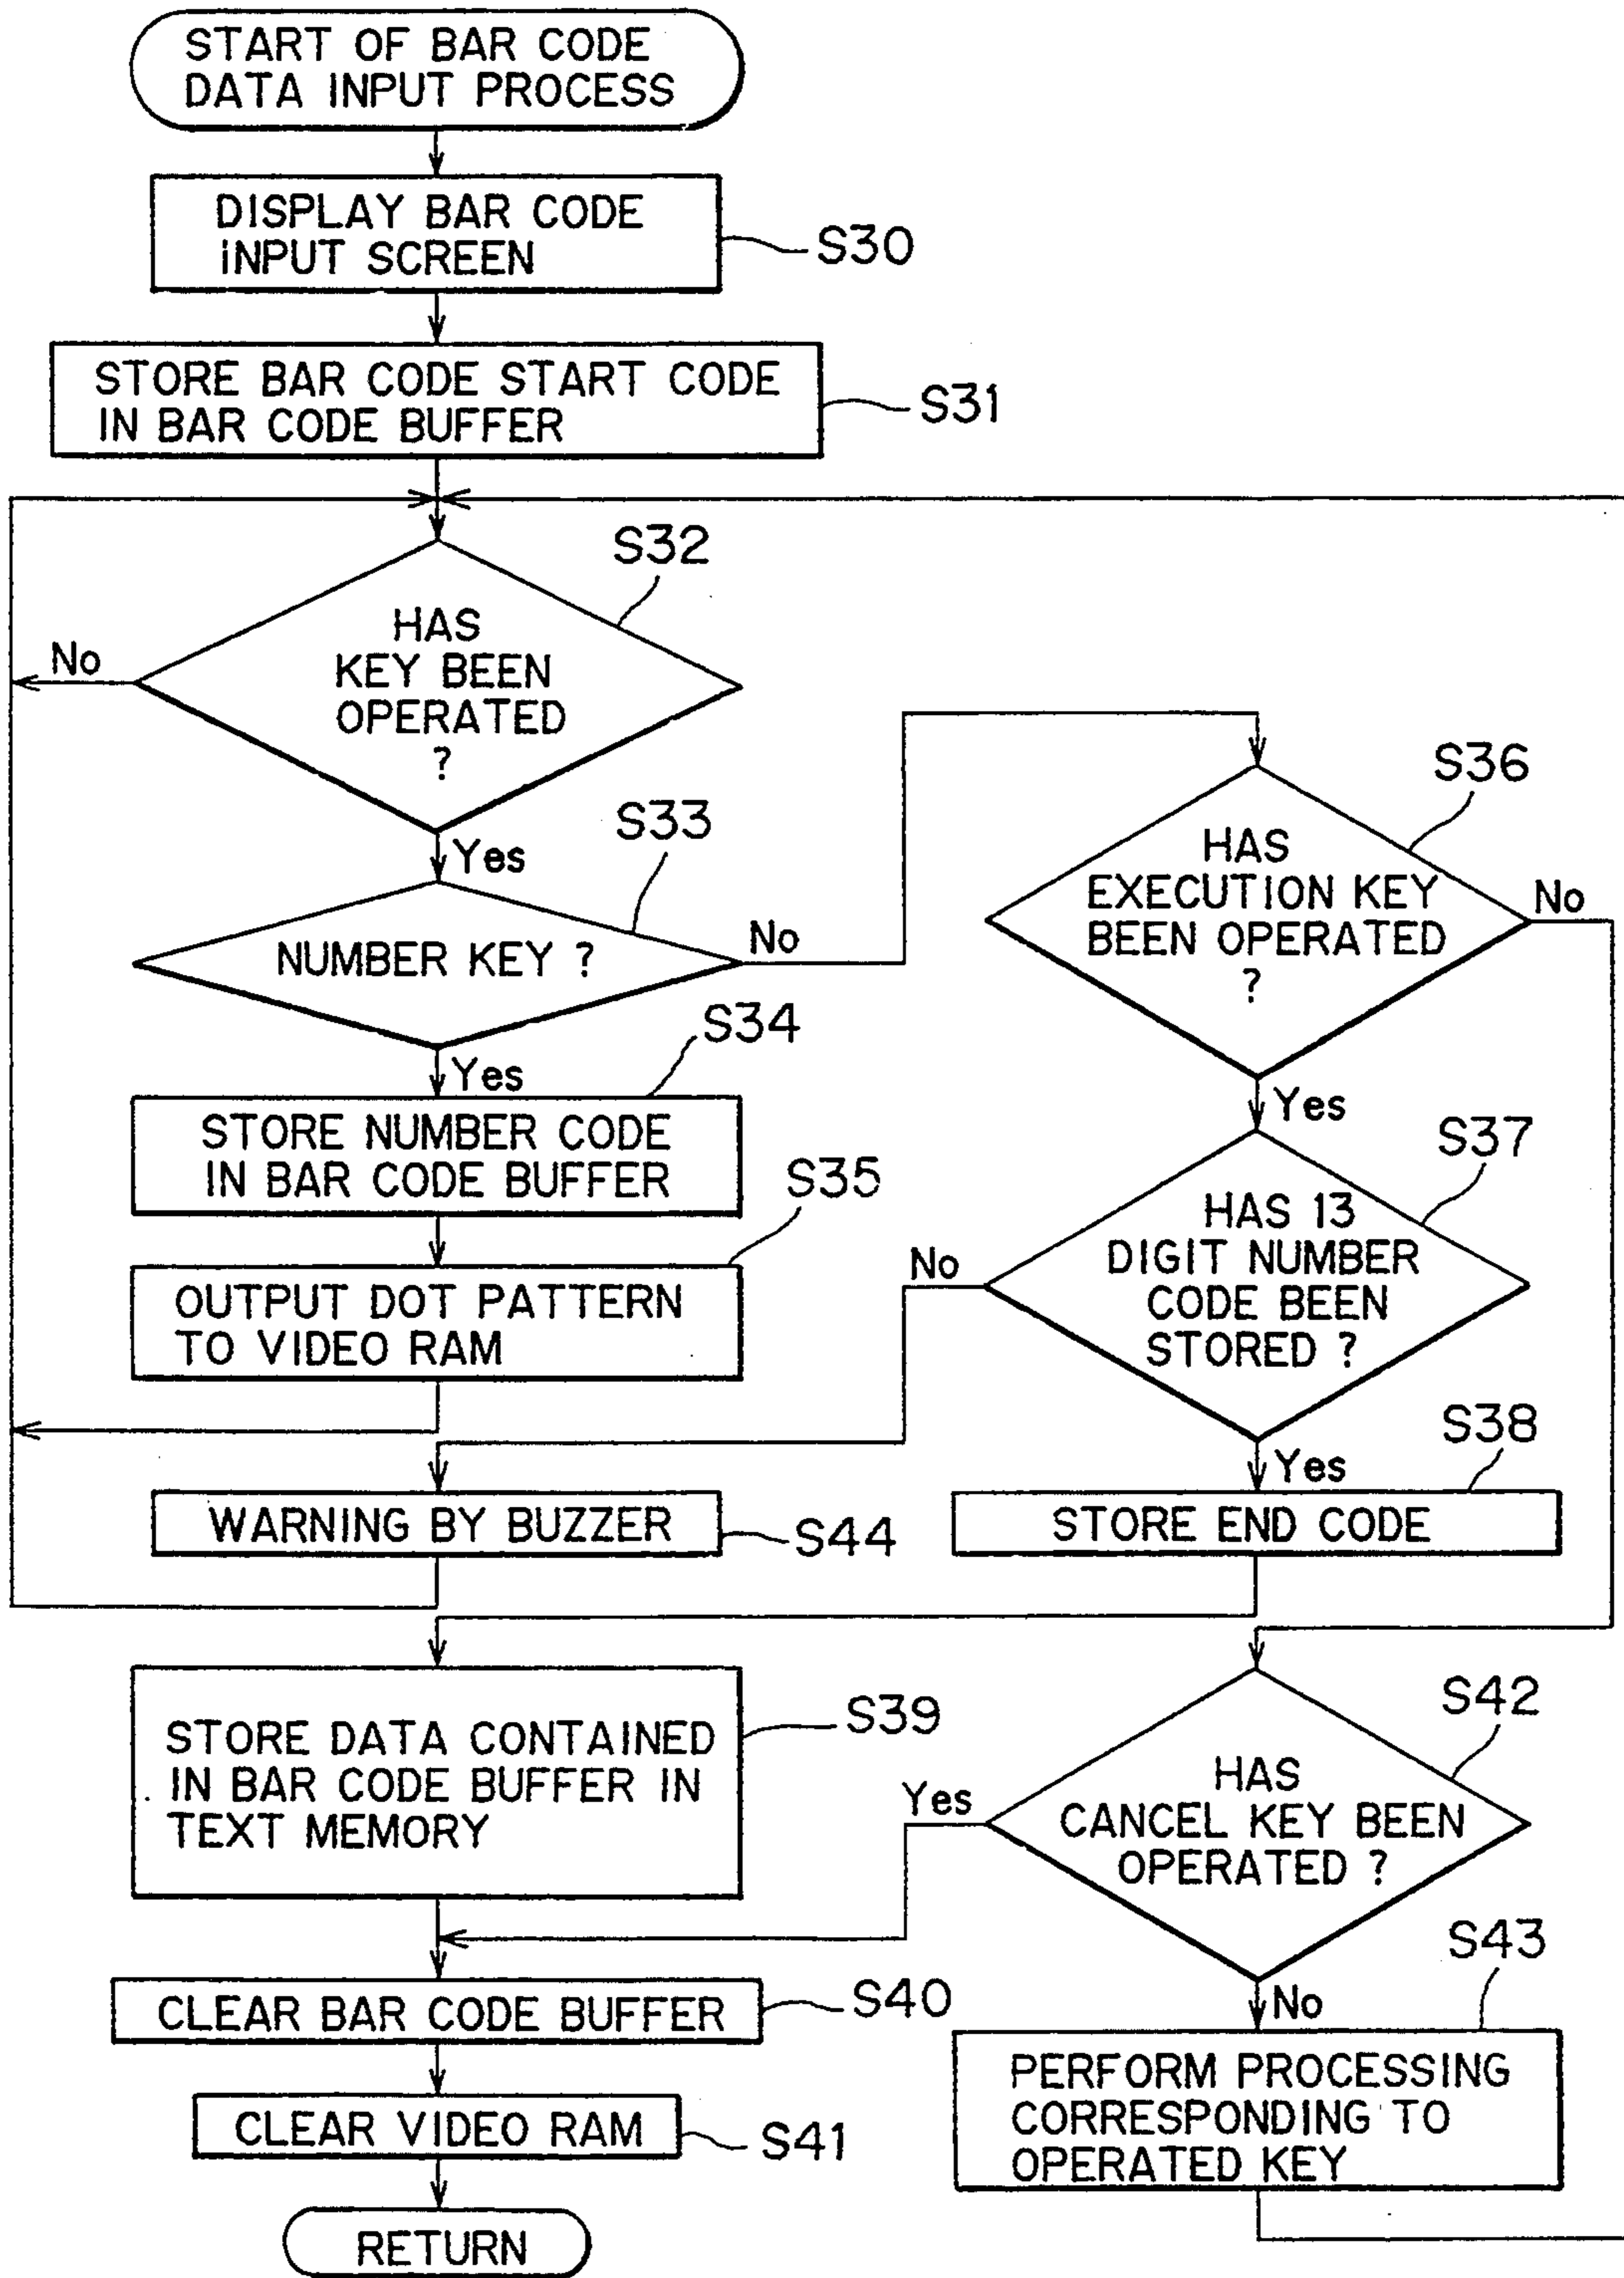 START OF BAR CODE
DATA INPUT PROCESS
DISPLAY BAR CODE
INPUT SCREEN
S30
STORE BAR CODE START CODE
IN BAR CODE BUFFER
S31
S32
HAS
KEY BEEN
OPERATED
?
No
Yes
S33
NUMBER KEY ?
No
Yes
S34
STORE NUMBER CODE
IN BAR CODE BUFFER
S35
OUTPUT DOT PATTERN
TO VIDEO RAM
S36
HAS
EXECUTION KEY
BEEN OPERATED
?
No
Yes
S37
HAS 13
DIGIT NUMBER
CODE BEEN
STORED ?
No
Yes
S38
STORE END CODE
WARNING BY BUZZER
S44
STORE DATA CONTAINED
IN BAR CODE BUFFER IN
TEXT MEMORY
S39
S42
HAS
CANCEL KEY BEEN
OPERATED ?
Yes
No
S43
PERFORM PROCESSING
CORRESPONDING TO
OPERATED KEY
CLEAR BAR CODE BUFFER
S40
CLEAR VIDEO RAM
S41
RETURN